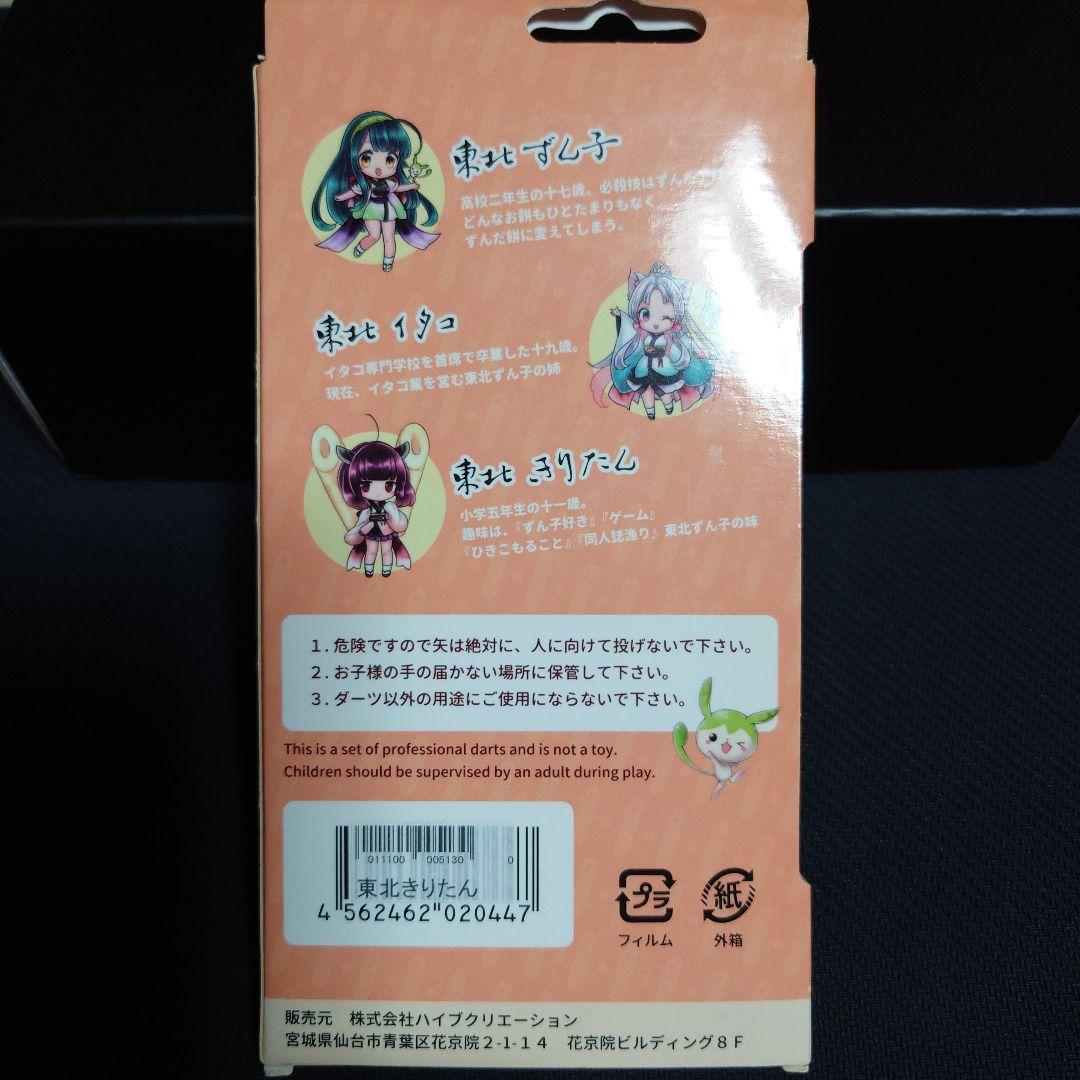 東北ずん子
高校二年生の十七歳。必殺技はずん
どんなお餅もひとたまりもなく
ずんだ餅に変えてしまう。
東北イタコ
イタコ専門学校を首席で卒業した十九歳。
現在、イタコ業を営む東北ずん子の姉
東北きりたん
小学五年生の十一歳。
趣味は、『ずん子好き』『ゲーム』
『ひきこもること』『同人誌漁り』東北ずん子の妹
1. 危険ですので矢は絶対に、人に向けて投げないで下さい。
2. お子様の手の届かない場所に保管して下さい。
3. ダーツ以外の用途にご使用にならないで下さい。
This is a set of professional darts and is not a toy.
Children should be supervised by an adult during play.
011100 005130 0
東北きりたん
4 562462 020447
プラ 紙
フィルム 外箱
販売元 株式会社ハイブクリエーション
宮城県仙台市青葉区花京院2-1-14 花京院ビルディング8F